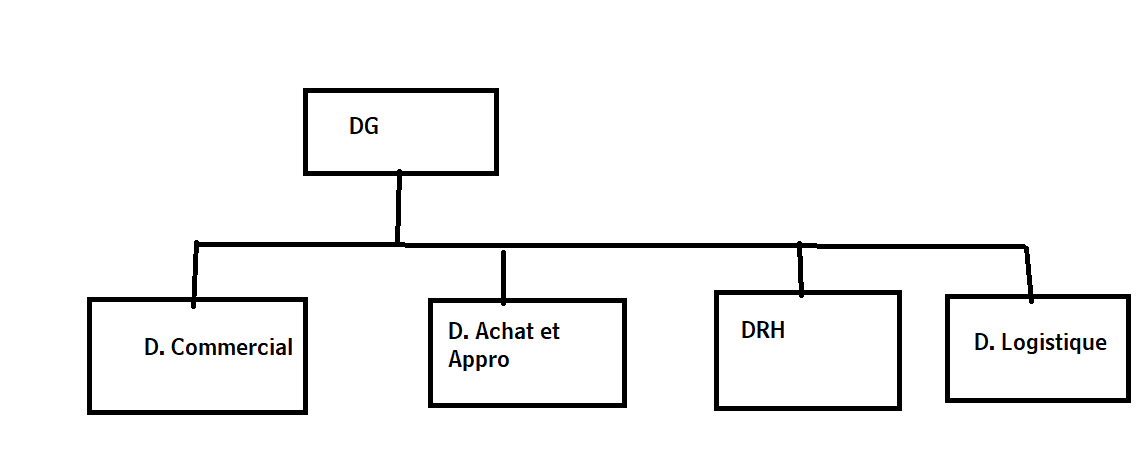 DG
D. Commercial
D. Achat et
Appro
DRH
D. Logistique